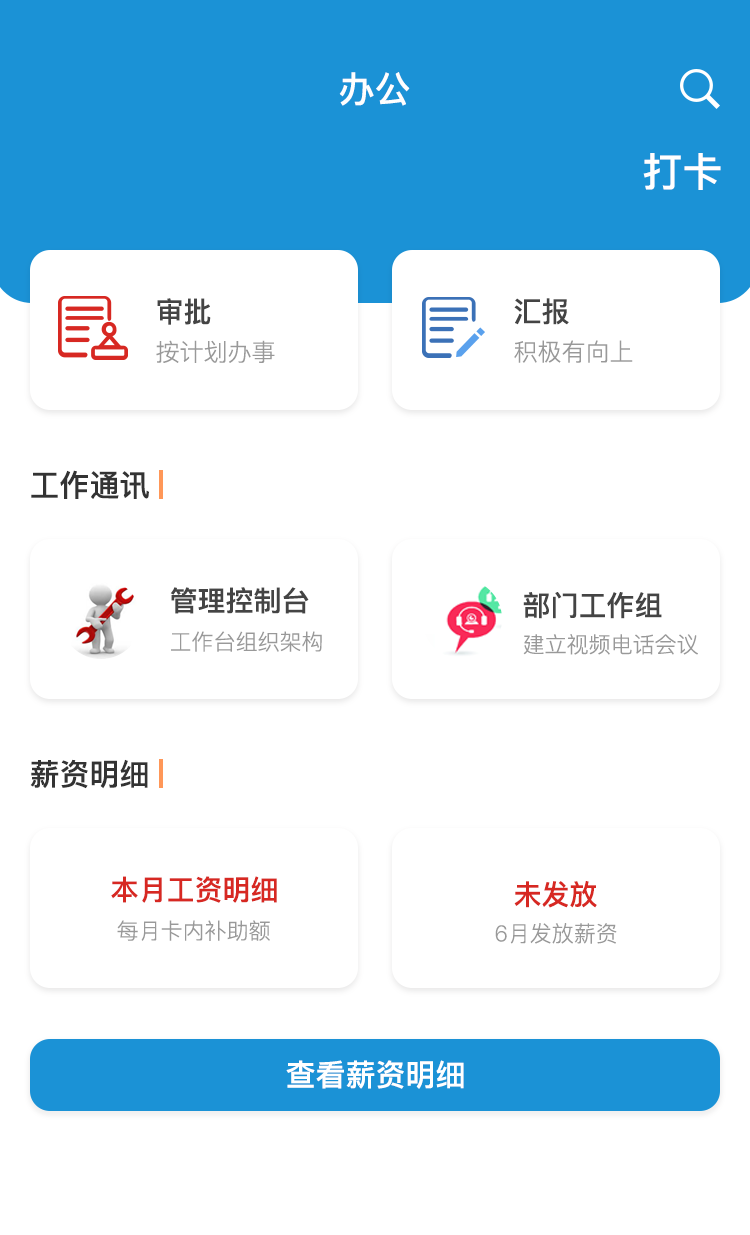 办公
打卡
审批
按计划办事
汇报
积极有向上
工作通讯
管理控制台
工作台组织架构
部门工作组
建立视频电话会议
薪资明细
本月工资明细
每月卡内补助额
未发放
6月发放薪资
查看薪资明细